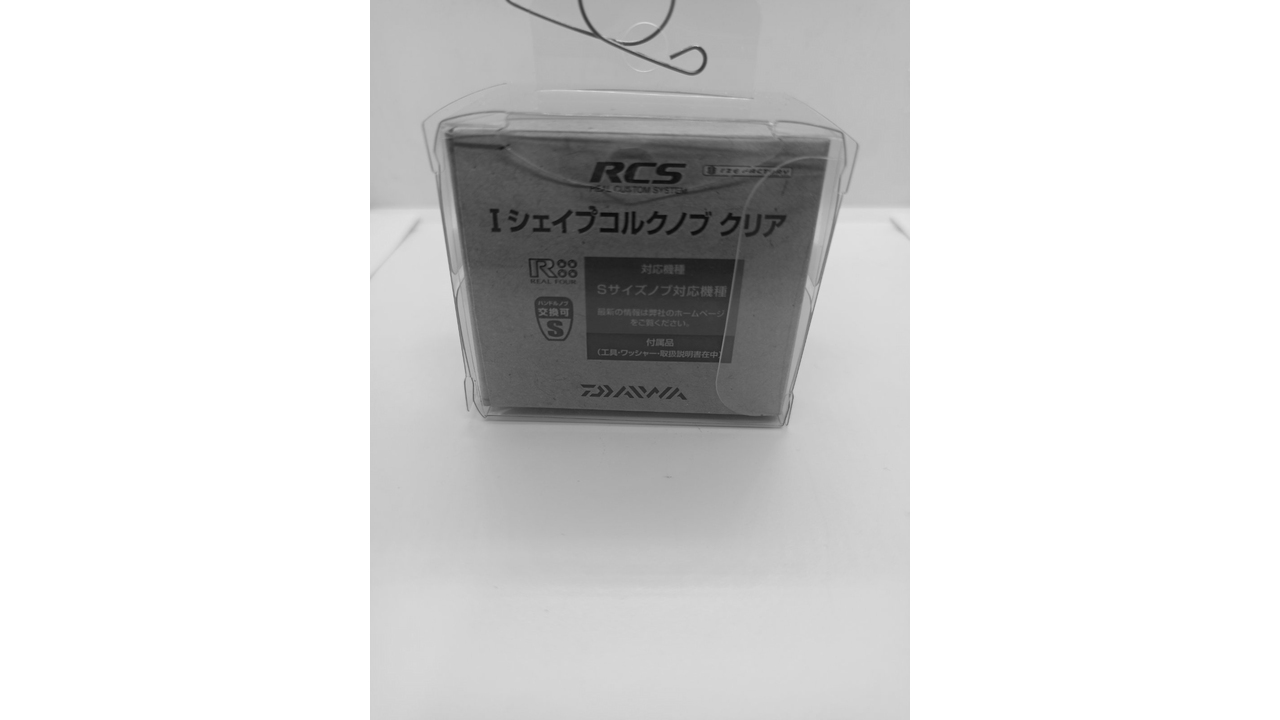 RCS
REAL CUSTOM SYSTEM
I シェイプコルクノブ クリア
R
REAL FOUR
対応機種
Sサイズノブ対応機種
最新の情報は弊社のホームページ
をご覧ください。
ハンドルノブ
交換可
S
付属品
(工具・ワッシャー・取扱説明書在中)
DAIWA